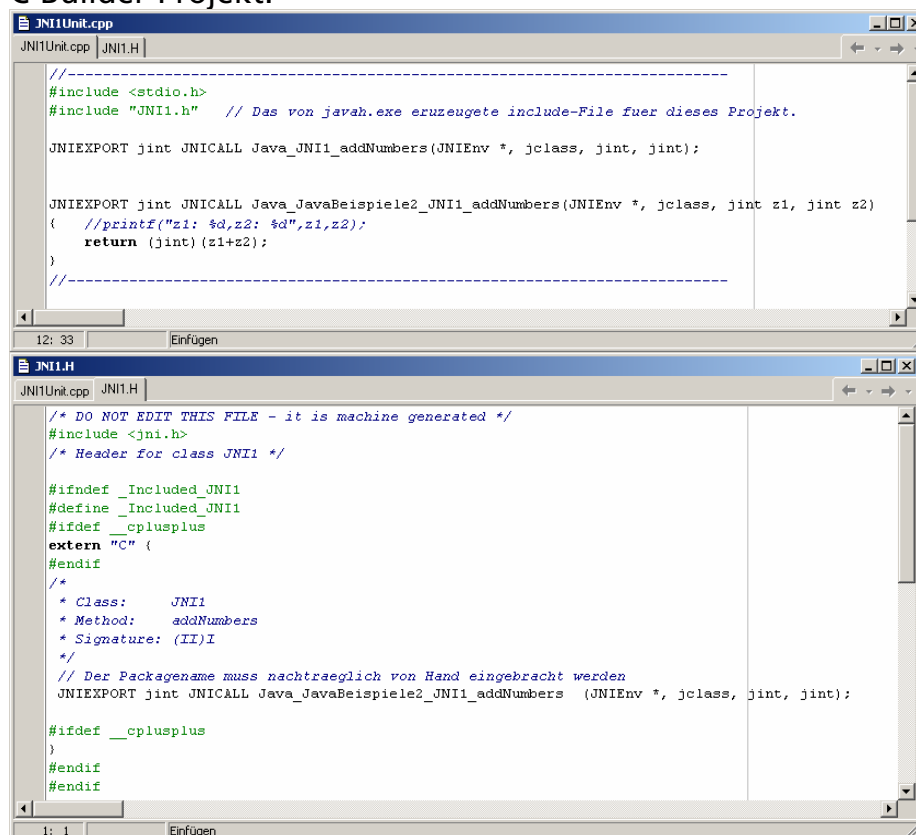 C-Builder Projekt:
JNI1Unit.cpp
JNI1Unit.cpp JNI1.H
//---------------------------------------------------------------------------
#include <stdio.h>
#include "JNI1.h" // Das von javah.exe eruzeugete include-File fuer dieses Projekt.
JNIEXPORT jint JNICALL Java_JNI1_addNumbers(JNIEnv *, jclass, jint, jint);
JNIEXPORT jint JNICALL Java_JavaBeispiele2_JNI1_addNumbers(JNIEnv *, jclass, jint z1, jint z2)
{ //printf("z1: %d,z2: %d",z1,z2);
return (jint)(z1+z2);
}
//---------------------------------------------------------------------------
12: 33 Einfügen
JNI1.H
JNI1Unit.cpp JNI1.H
/* DO NOT EDIT THIS FILE - it is machine generated */
#include <jni.h>
/* Header for class JNI1 */
#ifndef _Included_JNI1
#define _Included_JNI1
#ifdef __cplusplus
extern "C" {
#endif
/*
* Class: JNI1
* Method: addNumbers
* Signature: (II)I
*/
// Der Packagename muss nachtraeglich von Hand eingebracht werden
JNIEXPORT jint JNICALL Java_JavaBeispiele2_JNI1_addNumbers (JNIEnv *, jclass, jint, jint);
#ifdef __cplusplus
}
#endif
#endif
1: 1 Einfügen